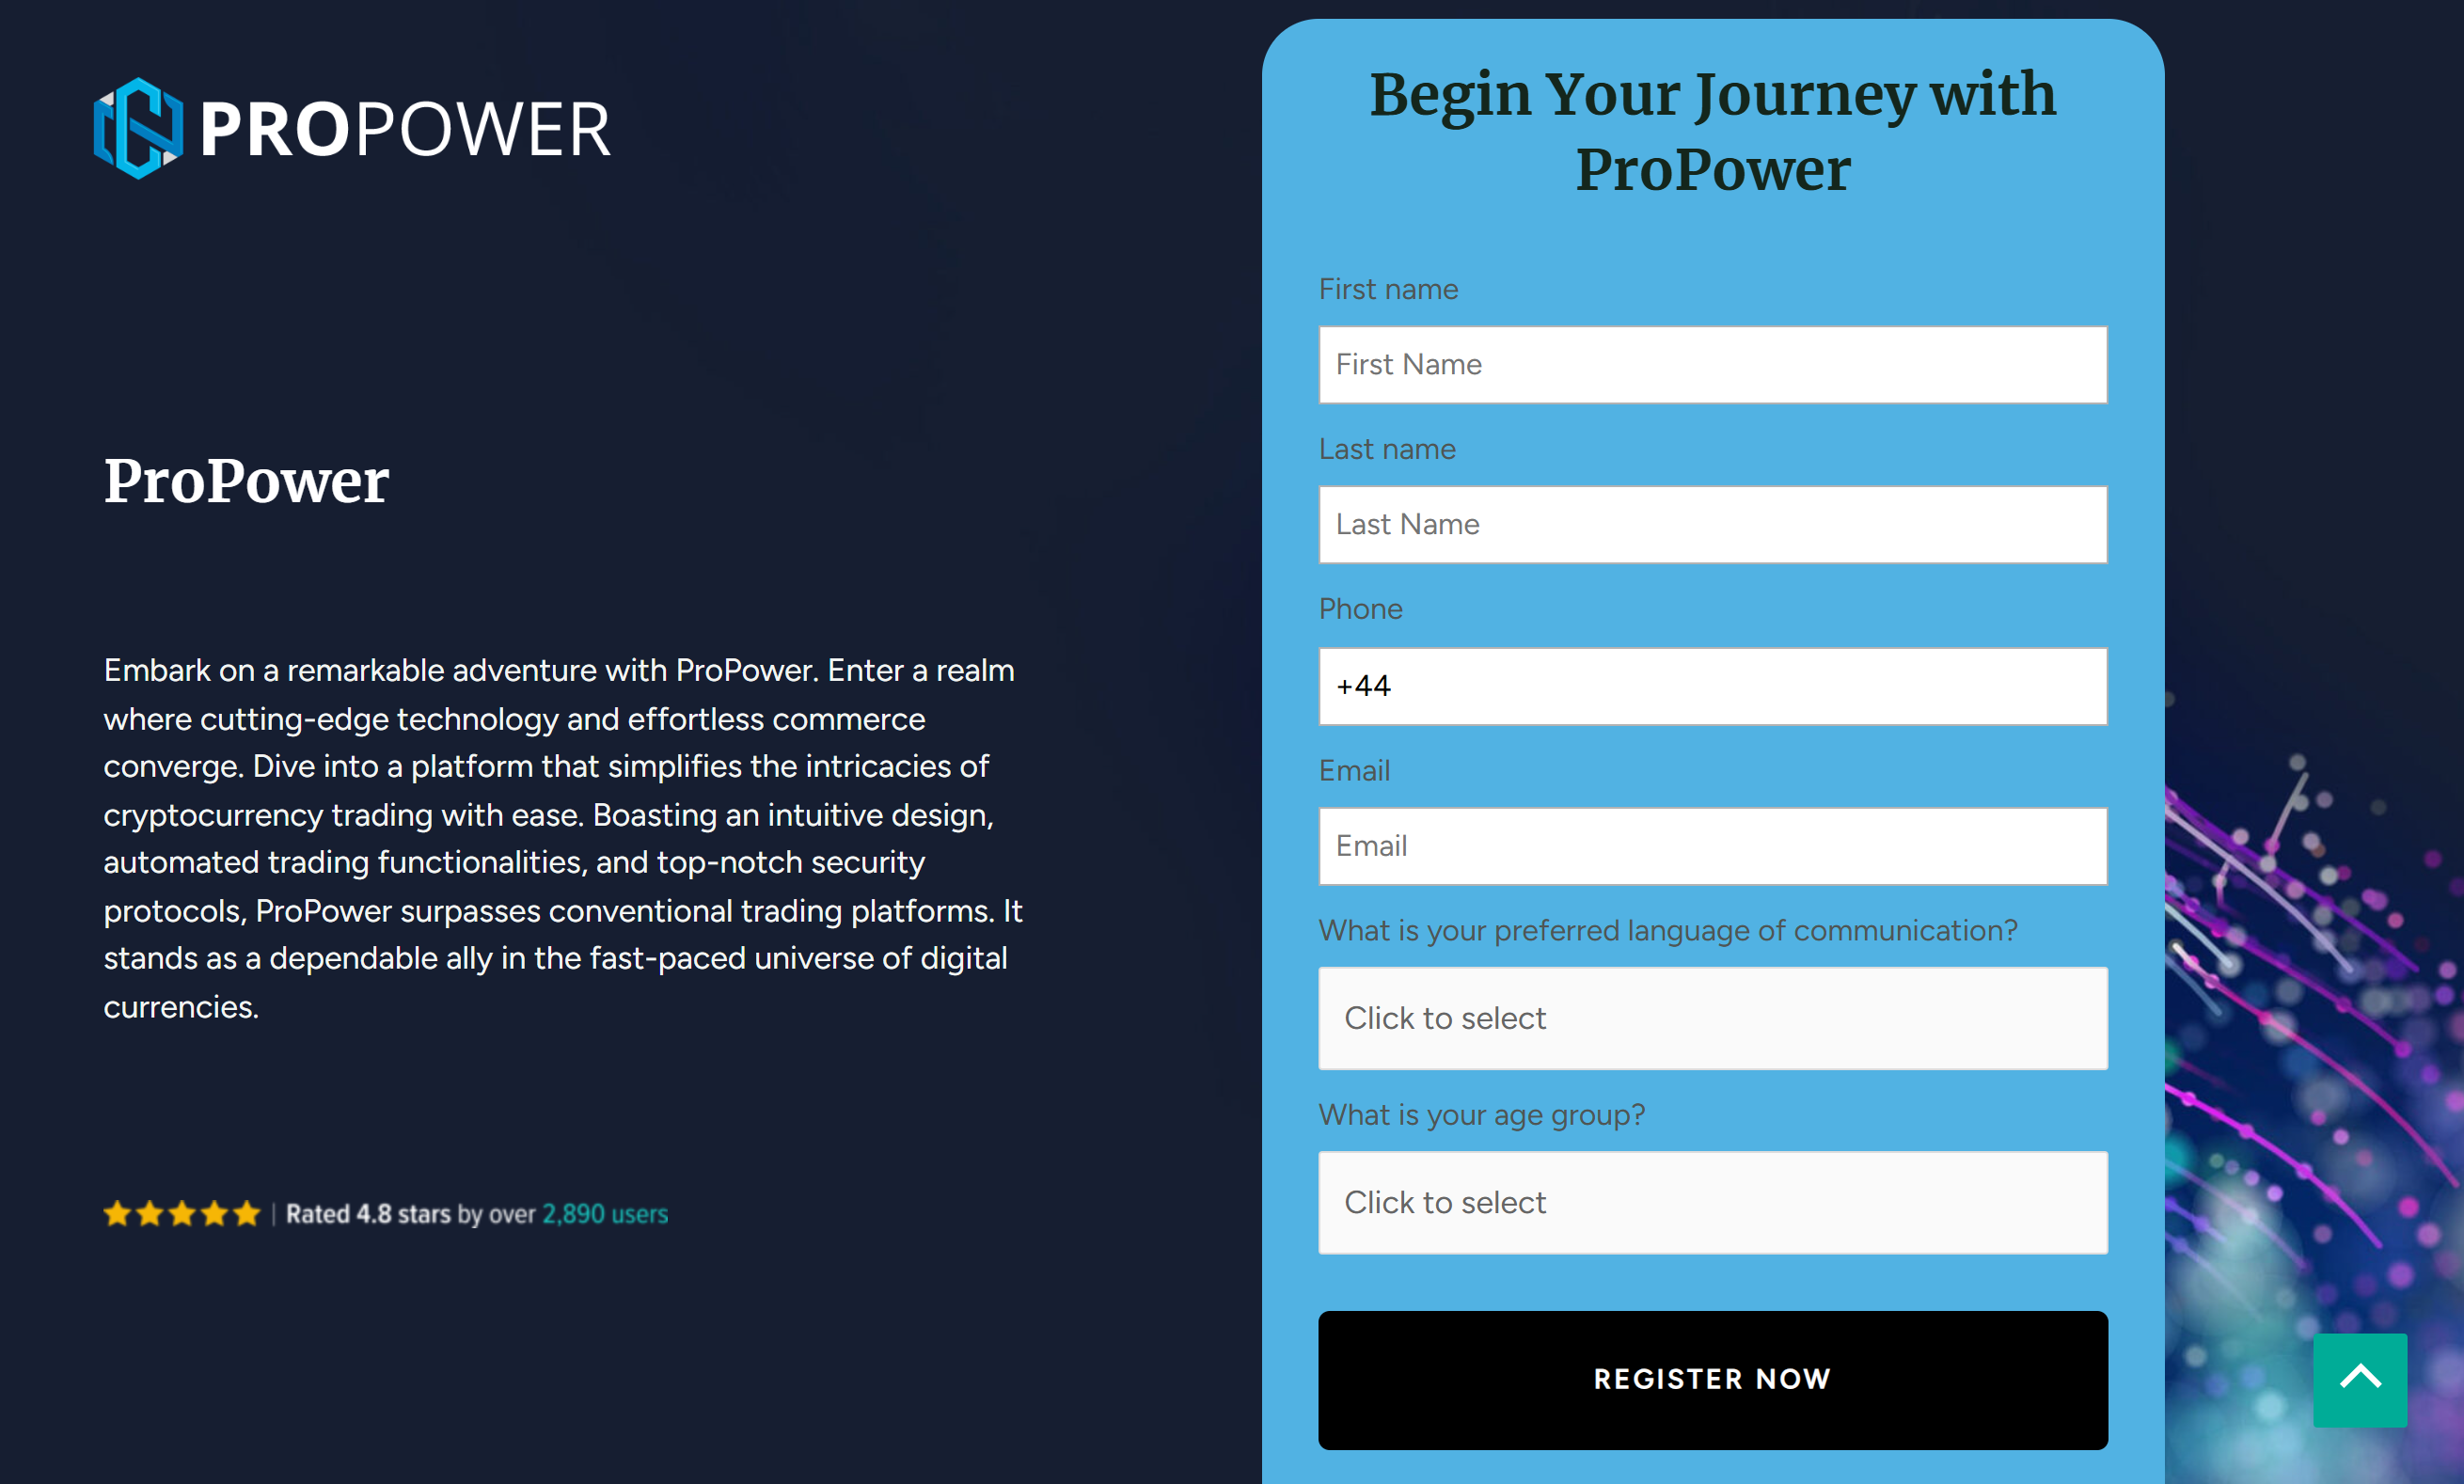 PROPOWER
ProPower
Embark on a remarkable adventure with ProPower. Enter a realm
where cutting-edge technology and effortless commerce
converge. Dive into a platform that simplifies the intricacies of
cryptocurrency trading with ease. Boasting an intuitive design,
automated trading functionalities, and top-notch security
protocols, ProPower surpasses conventional trading platforms. It
stands as a dependable ally in the fast-paced universe of digital
currencies.
Rated 4.8 stars by over 2,890 users
Begin Your Journey with
ProPower
First name
First Name
Last name
Last Name
Phone
+44
Email
Email
What is your preferred language of communication?
Click to select
What is your age group?
Click to select
REGISTER NOW